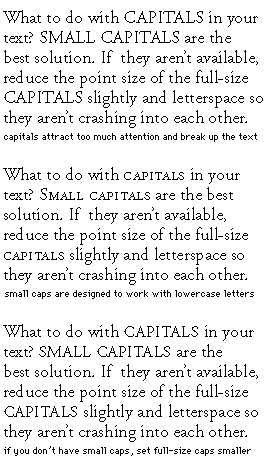 What to do with CAPITALS in your
text? SMALL CAPITALS are the
best solution. If they aren't available,
reduce the point size of the full-size
CAPITALS slightly and letterspace so
they aren't crashing into each other.
capitals attract too much attention and break up the text
What to do with CAPITALS in your
text? SMALL CAPITALS are the best
solution. If they aren't available,
reduce the point size of the full-size
CAPITALS slightly and letterspace so
they aren't crashing into each other.
small caps are designed to work with lowercase letters
What to do with CAPITALS in your
text? SMALL CAPITALS are the
best solution. If they aren't available,
reduce the point size of the full-size
CAPITALS slightly and letterspace so
they aren't crashing into each other.
if you don't have small caps, set full-size caps smaller